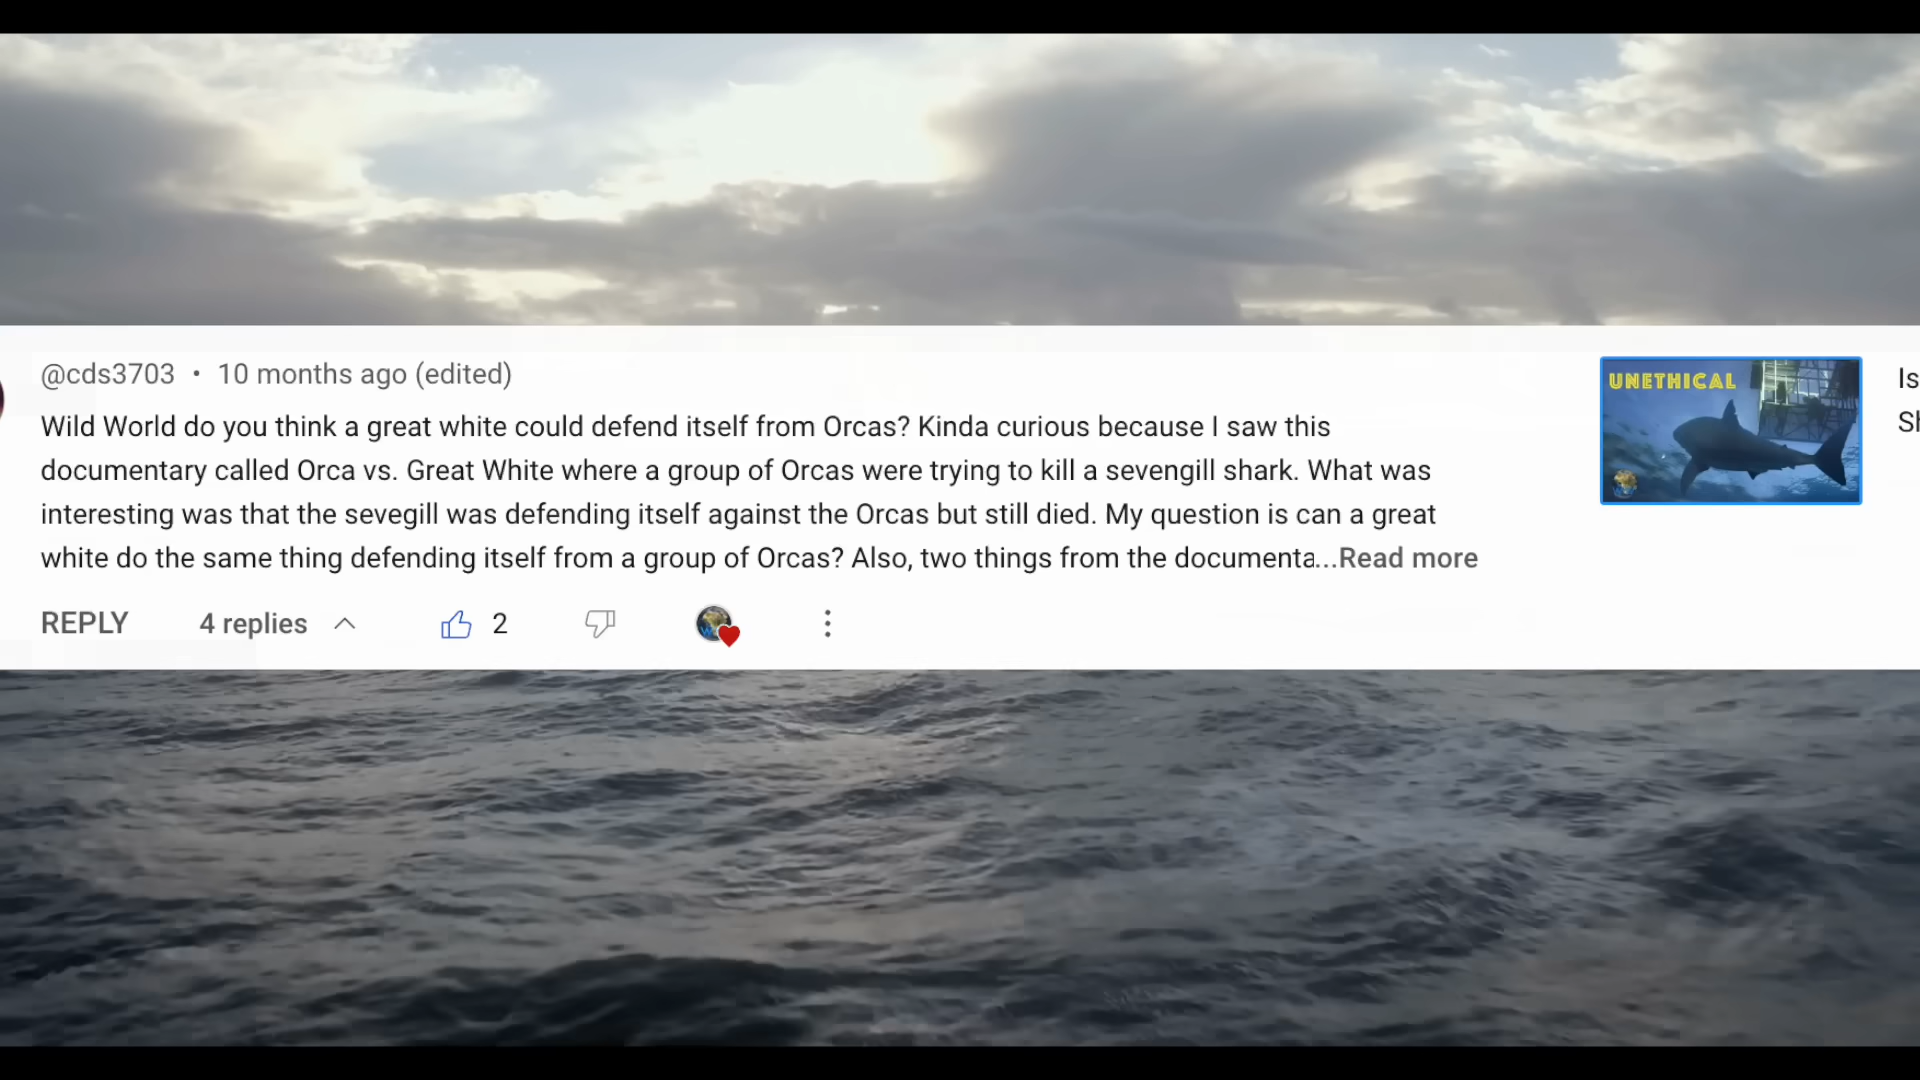 @cds3703 • 10 months ago (edited)
Wild World do you think a great white could defend itself from Orcas? Kinda curious because I saw this
documentary called Orca vs. Great White where a group of Orcas were trying to kill a sevengill shark. What was
interesting was that the sevegill was defending itself against the Orcas but still died. My question is can a great
white do the same thing defending itself from a group of Orcas? Also, two things from the documenta...Read more
REPLY 4 replies 2
UNETHICAL
Is
Sh